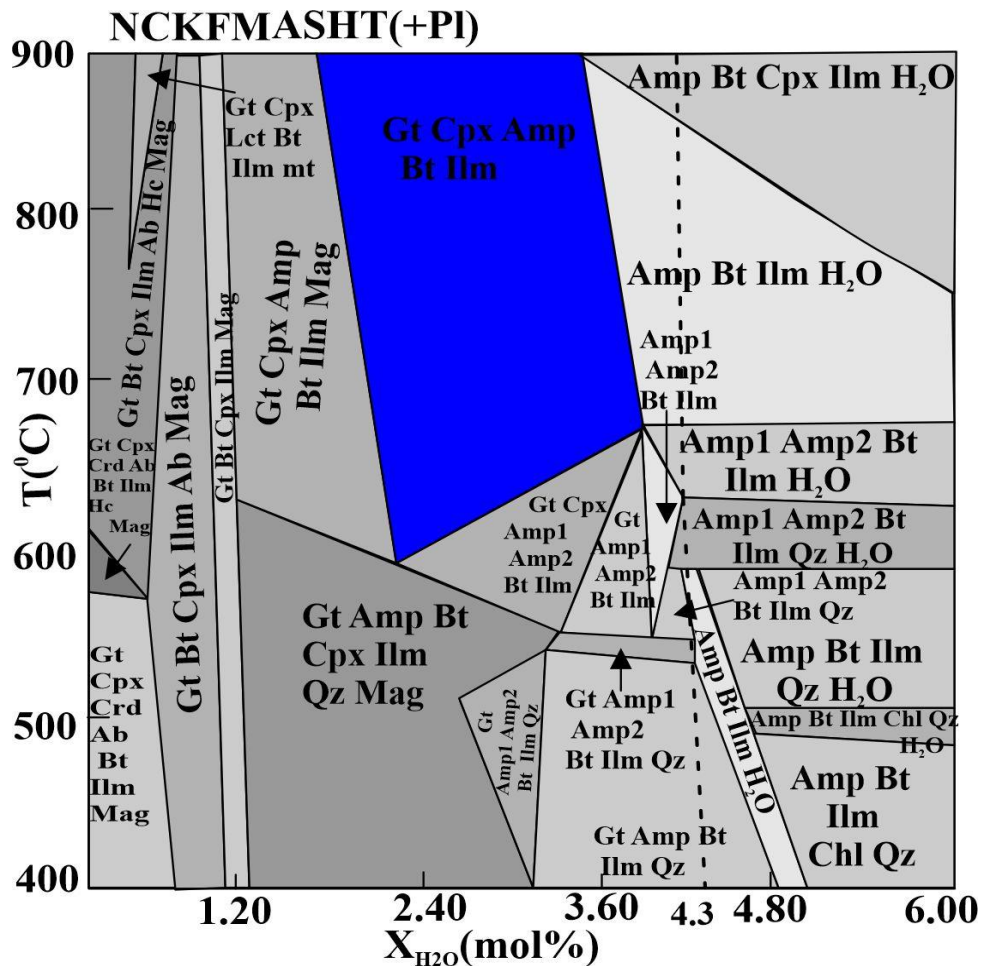 NCKFMASHT(+Pl)
900
800
700
600
500
400
T(⁰C)
1.20
2.40
3.60
4.3
4.80
6.00
X_H2O(mol%)
Gt Cpx
Lct Bt
Ilm mt
Gt Bt Cpx Ilm Ab Hc Mag
Gt Cpx
Crd Ab
Bt Ilm
Hc
Mag
Gt
Cpx
Crd
Ab
Bt
Ilm
Mag
Gt Bt Cpx Ilm Ab Mag
Gt Bt Cpx Ilm Mag
Gt Cpx Amp
Bt Ilm Mag
Gt Cpx Amp
Bt Ilm
Amp Bt Cpx Ilm H₂O
Amp Bt Ilm H₂O
Amp1
Amp2
Bt Ilm
Amp1 Amp2 Bt
Ilm H₂O
Amp1 Amp2 Bt
Ilm Qz H₂O
Gt Cpx
Amp1
Amp2
Bt Ilm
Gt
Amp1
Amp2
Bt Ilm
Amp1 Amp2
Bt Ilm Qz
Gt Amp Bt
Cpx Ilm
Qz Mag
Amp Bt Ilm
Qz H₂O
Amp Bt Ilm H₂O
Gt
Amp1 Amp2
Bt Ilm Qz
Gt Amp1
Amp2
Bt Ilm Qz
Amp Bt Ilm Chl Qz
H₂O
Amp Bt
Ilm
Chl Qz
Gt Amp Bt
Ilm Qz